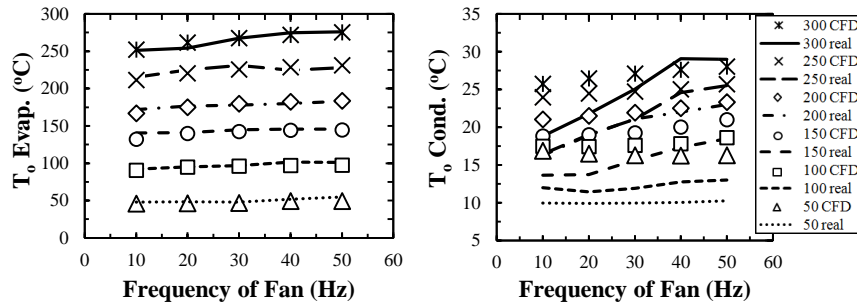 300
250
200
150
100
50
0
0
10
20
30
40
50
60
Tₒ Evap. (ºC)
Frequency of Fan (Hz)
35
30
25
20
15
10
5
0
10
20
30
40
50
60
Tₒ Cond. (ºC)
Frequency of Fan (Hz)
300 CFD
300 real
250 CFD
250 real
200 CFD
200 real
150 CFD
150 real
100 CFD
100 real
50 CFD
50 real